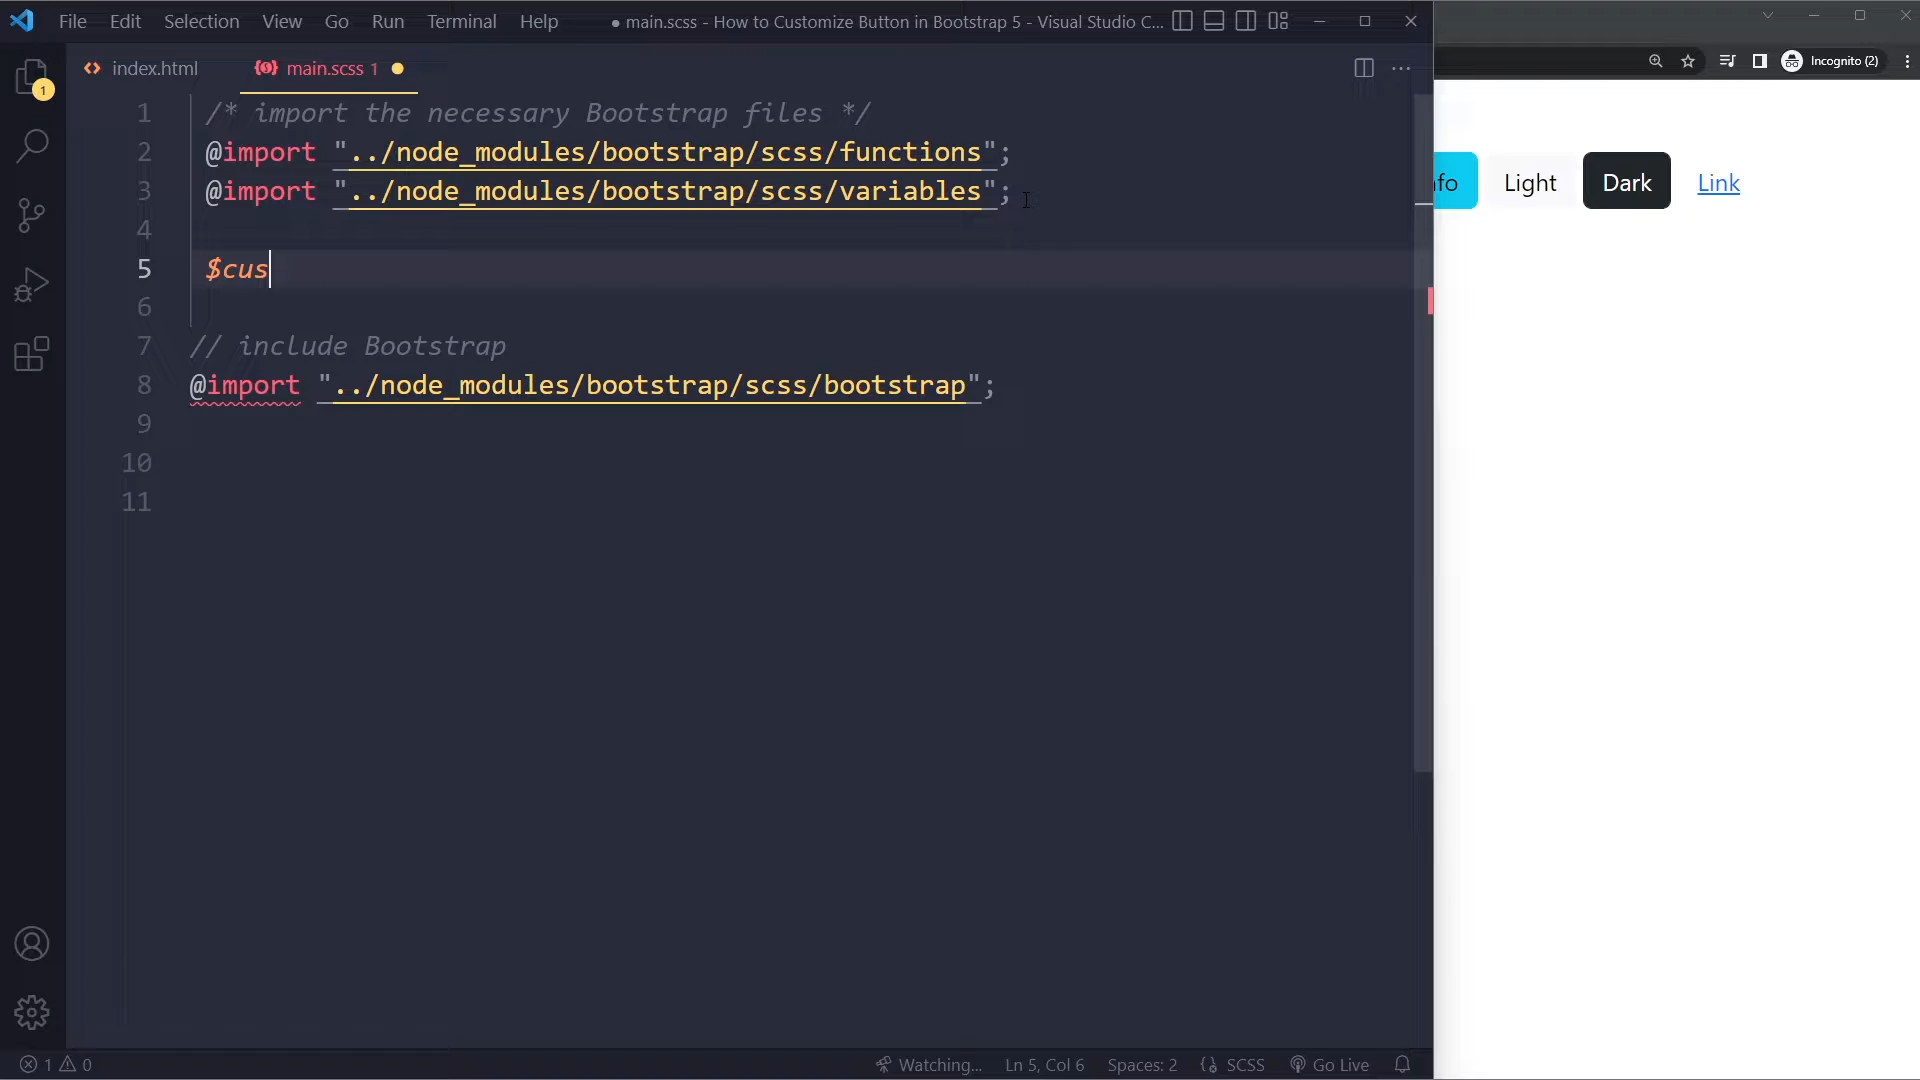 File Edit Selection View Go Run Terminal Help ● main.scss - How to Customize Button in Bootstrap 5 - Visual Studio C...
Incognito (2)
index.html main.scss 1
1
1 /* import the necessary Bootstrap files */
2 @import "../node_modules/bootstrap/scss/functions";
3 @import "../node_modules/bootstrap/scss/variables";
4
5 $cus
6
7 // include Bootstrap
8 @import "../node_modules/bootstrap/scss/bootstrap";
9
10
11
fo Light Dark Link
1 0 Watching... Ln 5, Col 6 Spaces: 2 SCSS Go Live